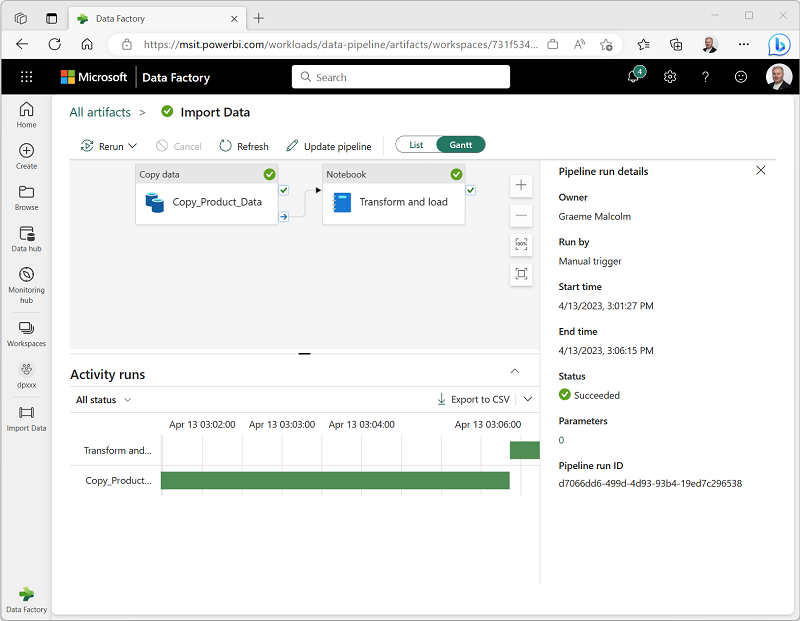 Data Factory
https://msit.powerbi.com/workloads/data-pipeline/artifacts/workspaces/731f534...
Microsoft Data Factory
Search
4
All artifacts > Import Data
Home
Create
Browse
Data hub
Monitoring
hub
Workspaces
dpxxx
Import Data
Data Factory
Rerun Cancel Refresh Update pipeline List Gantt
Copy data
Copy_Product_Data
Notebook
Transform and load
100%
Activity runs
All status
Export to CSV
Apr 13 03:02:00 Apr 13 03:03:00 Apr 13 03:04:00 Apr 13 03:06:00
Transform and...
Copy_Product...
Pipeline run details
Owner
Graeme Malcolm
Run by
Manual trigger
Start time
4/13/2023, 3:01:27 PM
End time
4/13/2023, 3:06:15 PM
Status
Succeeded
Parameters
0
Pipeline run ID
d7066dd6-499d-4d93-93b4-19ed7c296538